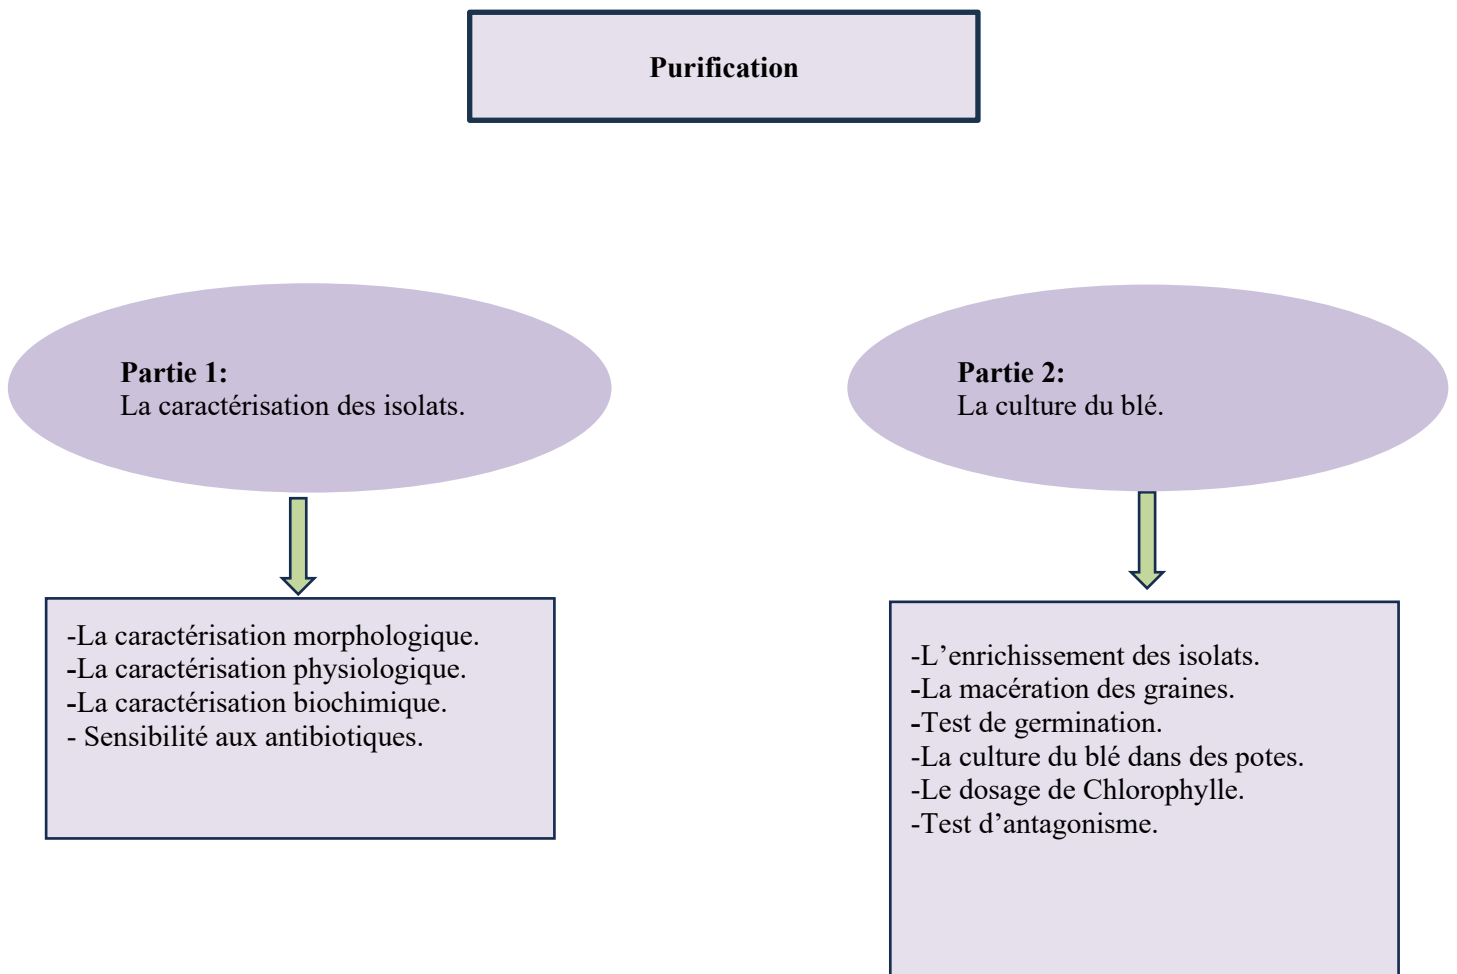 Purification
Partie 1:
La caractérisation des isolats.
Partie 2:
La culture du blé.
-La caractérisation morphologique.
-La caractérisation physiologique.
-La caractérisation biochimique.
- Sensibilité aux antibiotiques.
-L’enrichissement des isolats.
-La macération des graines.
-Test de germination.
-La culture du blé dans des potes.
-Le dosage de Chlorophylle.
-Test d’antagonisme.